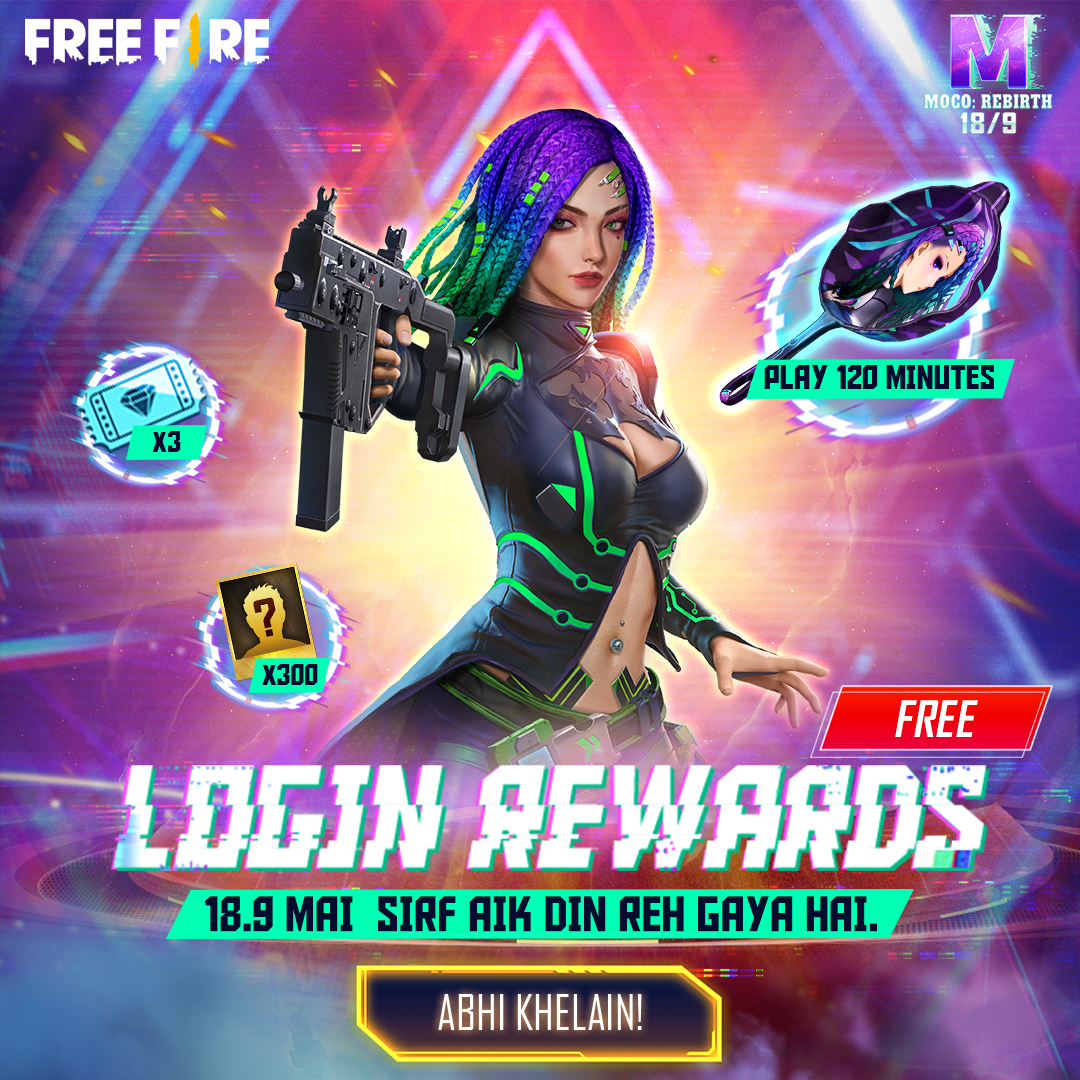 FREE FIRE
M
MOCO: REBIRTH
18/9
PLAY 120 MINUTES
X3
?
X300
FREE
LOGIN REWARDS
18.9 MAI SIRF AIK DIN REH GAYA HAI.
ABHI KHELAIN!